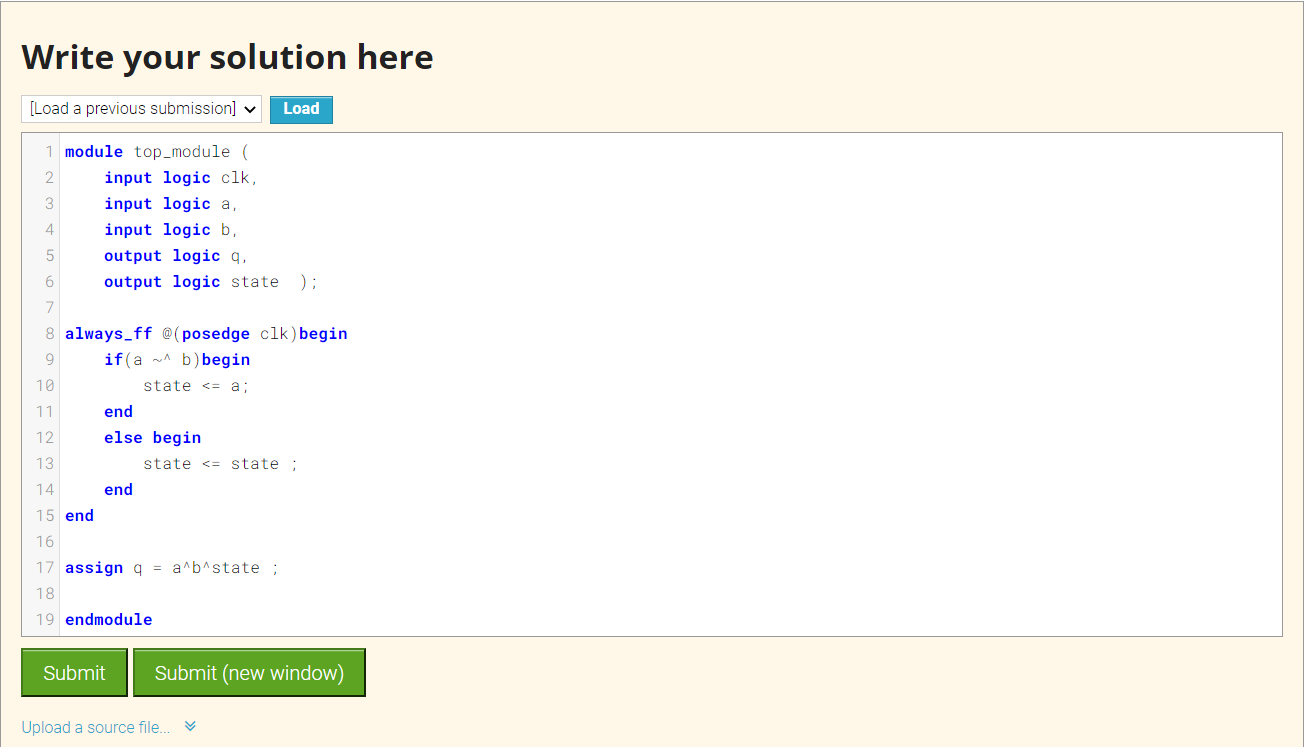 Write your solution here
[Load a previous submission] Load
1 module top_module (
2     input logic clk,
3     input logic a,
4     input logic b,
5     output logic q,
6     output logic state  );
7
8 always_ff @(posedge clk)begin
9     if(a ~^ b)begin
10         state <= a;
11     end
12     else begin
13         state <= state ;
14     end
15 end
16
17 assign q = a^b^state ;
18
19 endmodule
Submit Submit (new window)
Upload a source file...